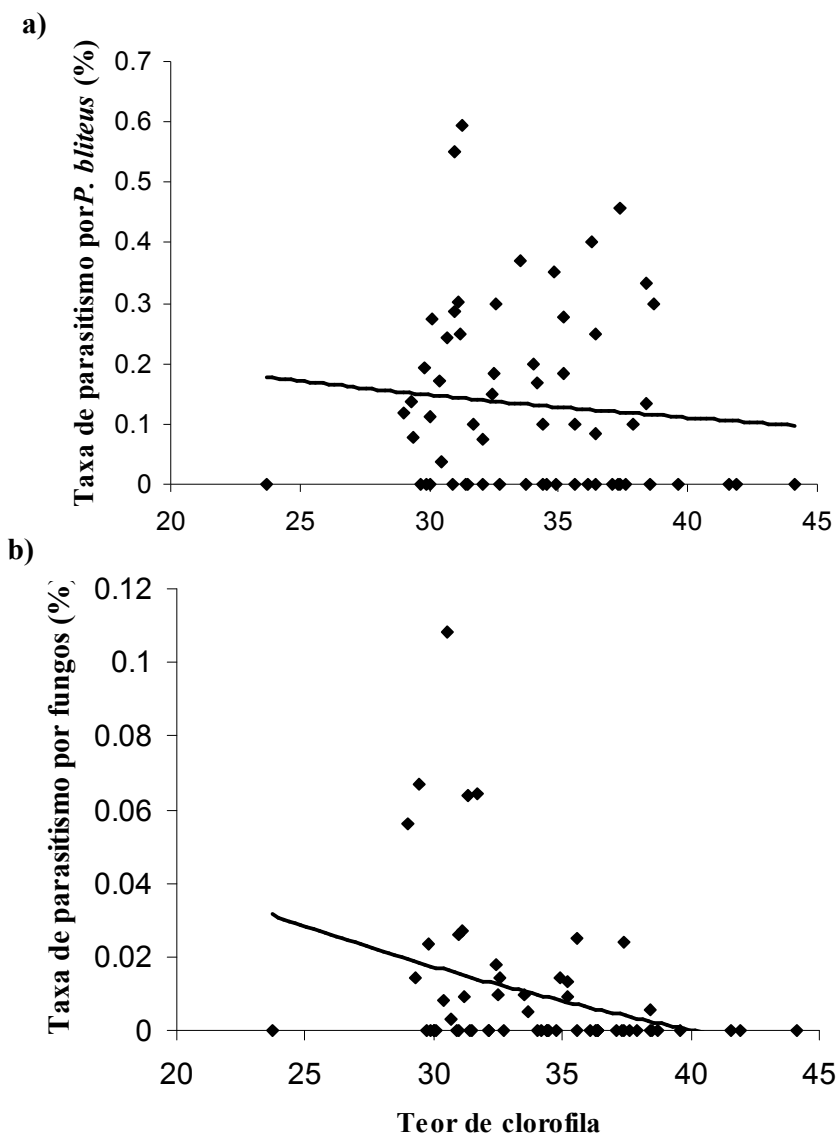 a)
Taxa de parasitismo por P. bliteus (%)
0.7
0.6
0.5
0.4
0.3
0.2
0.1
0
20 25 30 35 40 45
b)
Taxa de parasitismo por fungos (%)
0.12
0.1
0.08
0.06
0.04
0.02
0
20 25 30 35 40 45
Teor de clorofila